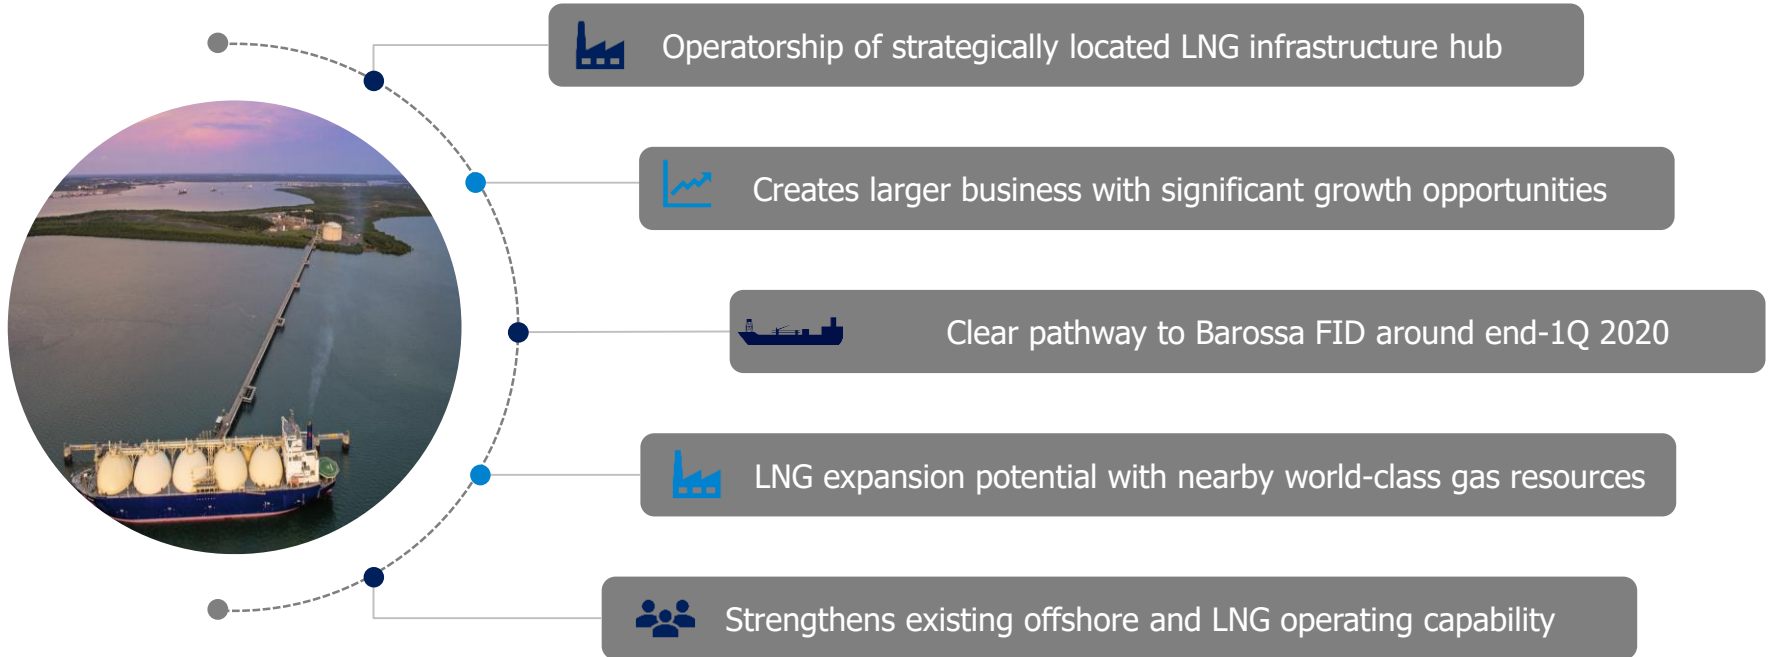 Operatorship of strategically located LNG infrastructure hub
Creates larger business with significant growth opportunities
Clear pathway to Barossa FID around end-1Q 2020
LNG expansion potential with nearby world-class gas resources
Strengthens existing offshore and LNG operating capability